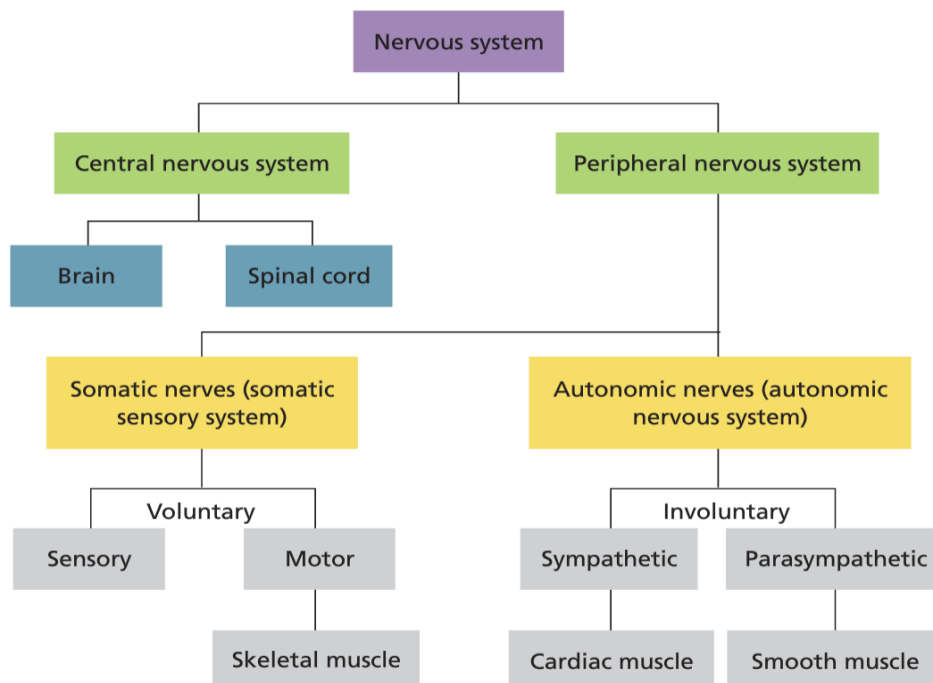 Nervous system
Central nervous system
Peripheral nervous system
Brain
Spinal cord
Somatic nerves (somatic
sensory system)
Autonomic nerves (autonomic
nervous system)
Voluntary
Involuntary
Sensory
Motor
Sympathetic
Parasympathetic
Skeletal muscle
Cardiac muscle
Smooth muscle